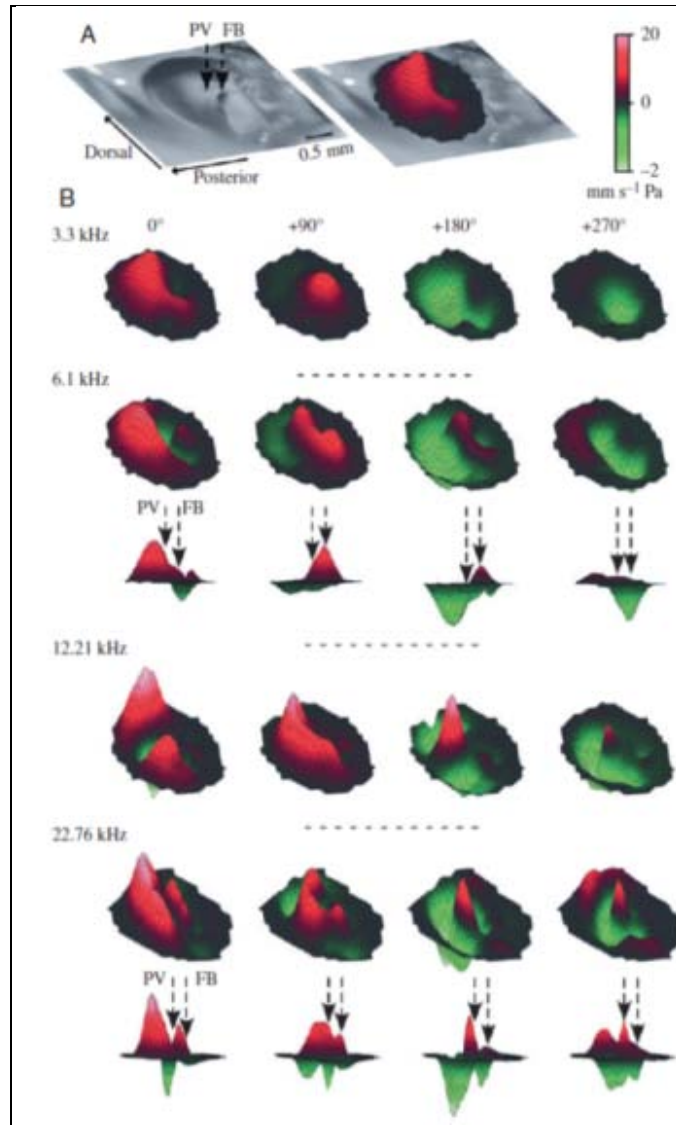 A
PV FB
20
0
-2
mm s⁻¹ Pa
0.5 mm
Dorsal
Posterior
B
0° +90° +180° +270°
3.3 kHz
6.1 kHz
PV FB
12.21 kHz
22.76 kHz
PV FB